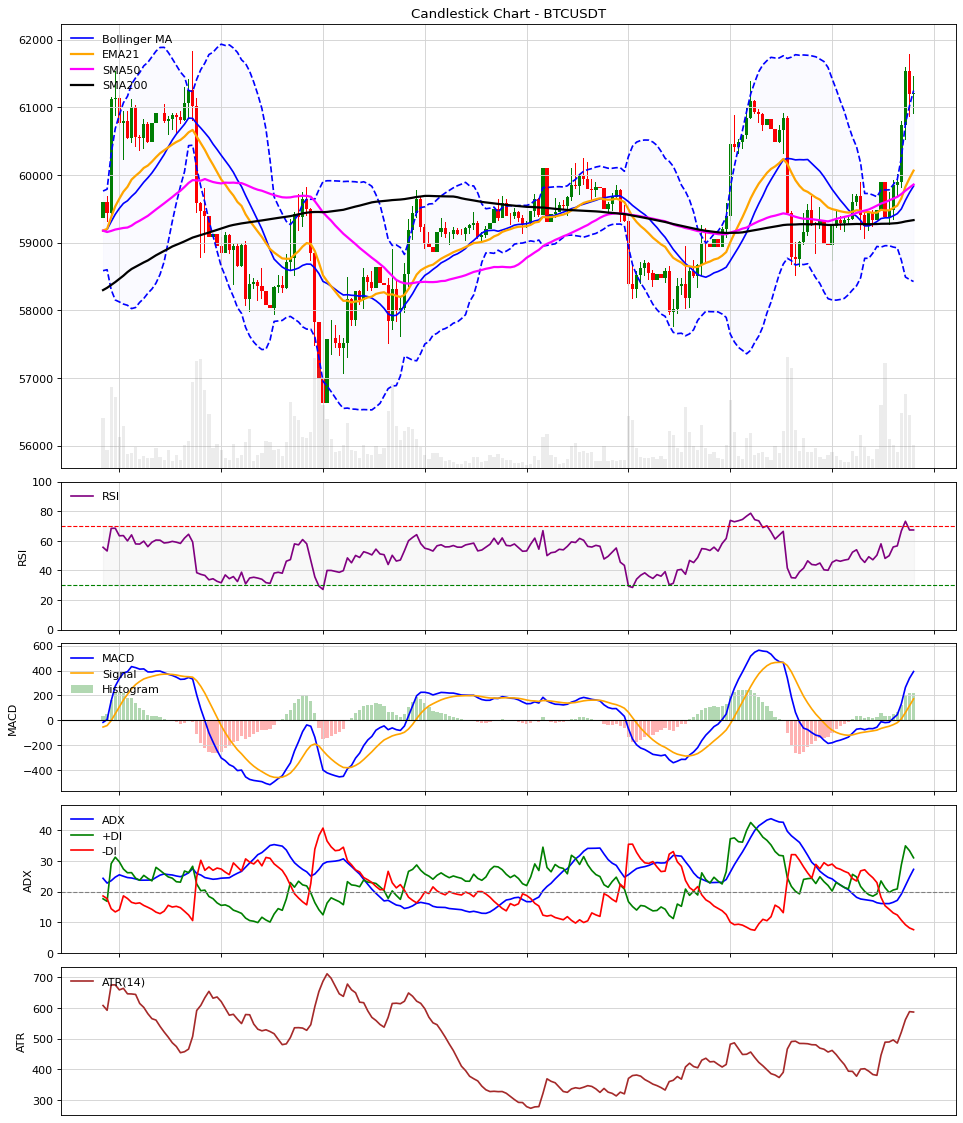 Candlestick Chart - BTCUSDT
Bollinger MA
EMA21
SMA50
SMA200
62000
61000
60000
59000
58000
57000
56000
RSI
RSI
100
80
60
40
20
0
MACD
Signal
Histogram
MACD
600
400
200
0
−200
−400
ADX
+DI
-DI
ADX
40
30
20
10
0
ATR(14)
ATR
700
600
500
400
300